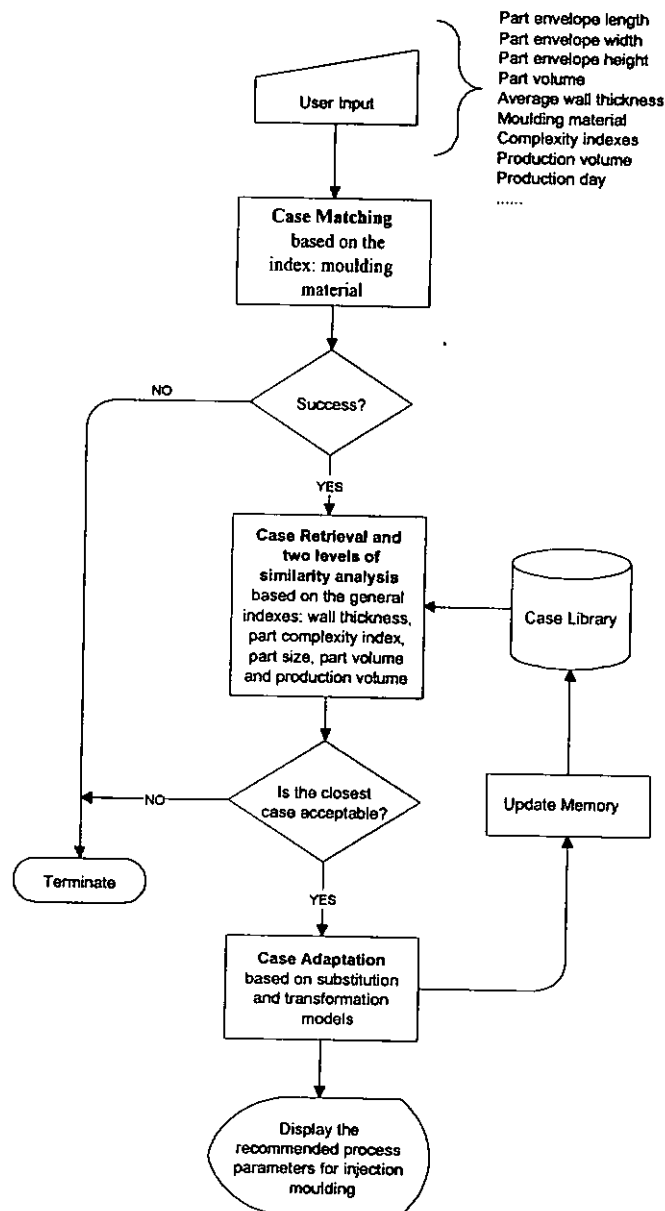 Part envelope length
Part envelope width
Part envelope height
Part volume
Average wall thickness
Moulding material
Complexity indexes
Production volume
Production day
......
User Input
Case Matching
based on the
index: moulding
material
NO
Success?
YES
Case Retrieval and
two levels of
similarity analysis
based on the general
indexes: wall thickness,
part complexity index,
part size, part volume
and production volume
Case Library
NO
Is the closest
case acceptable?
Update Memory
Terminate
YES
Case Adaptation
based on substitution
and transformation
models
Display the
recommended process
parameters for injection
moulding